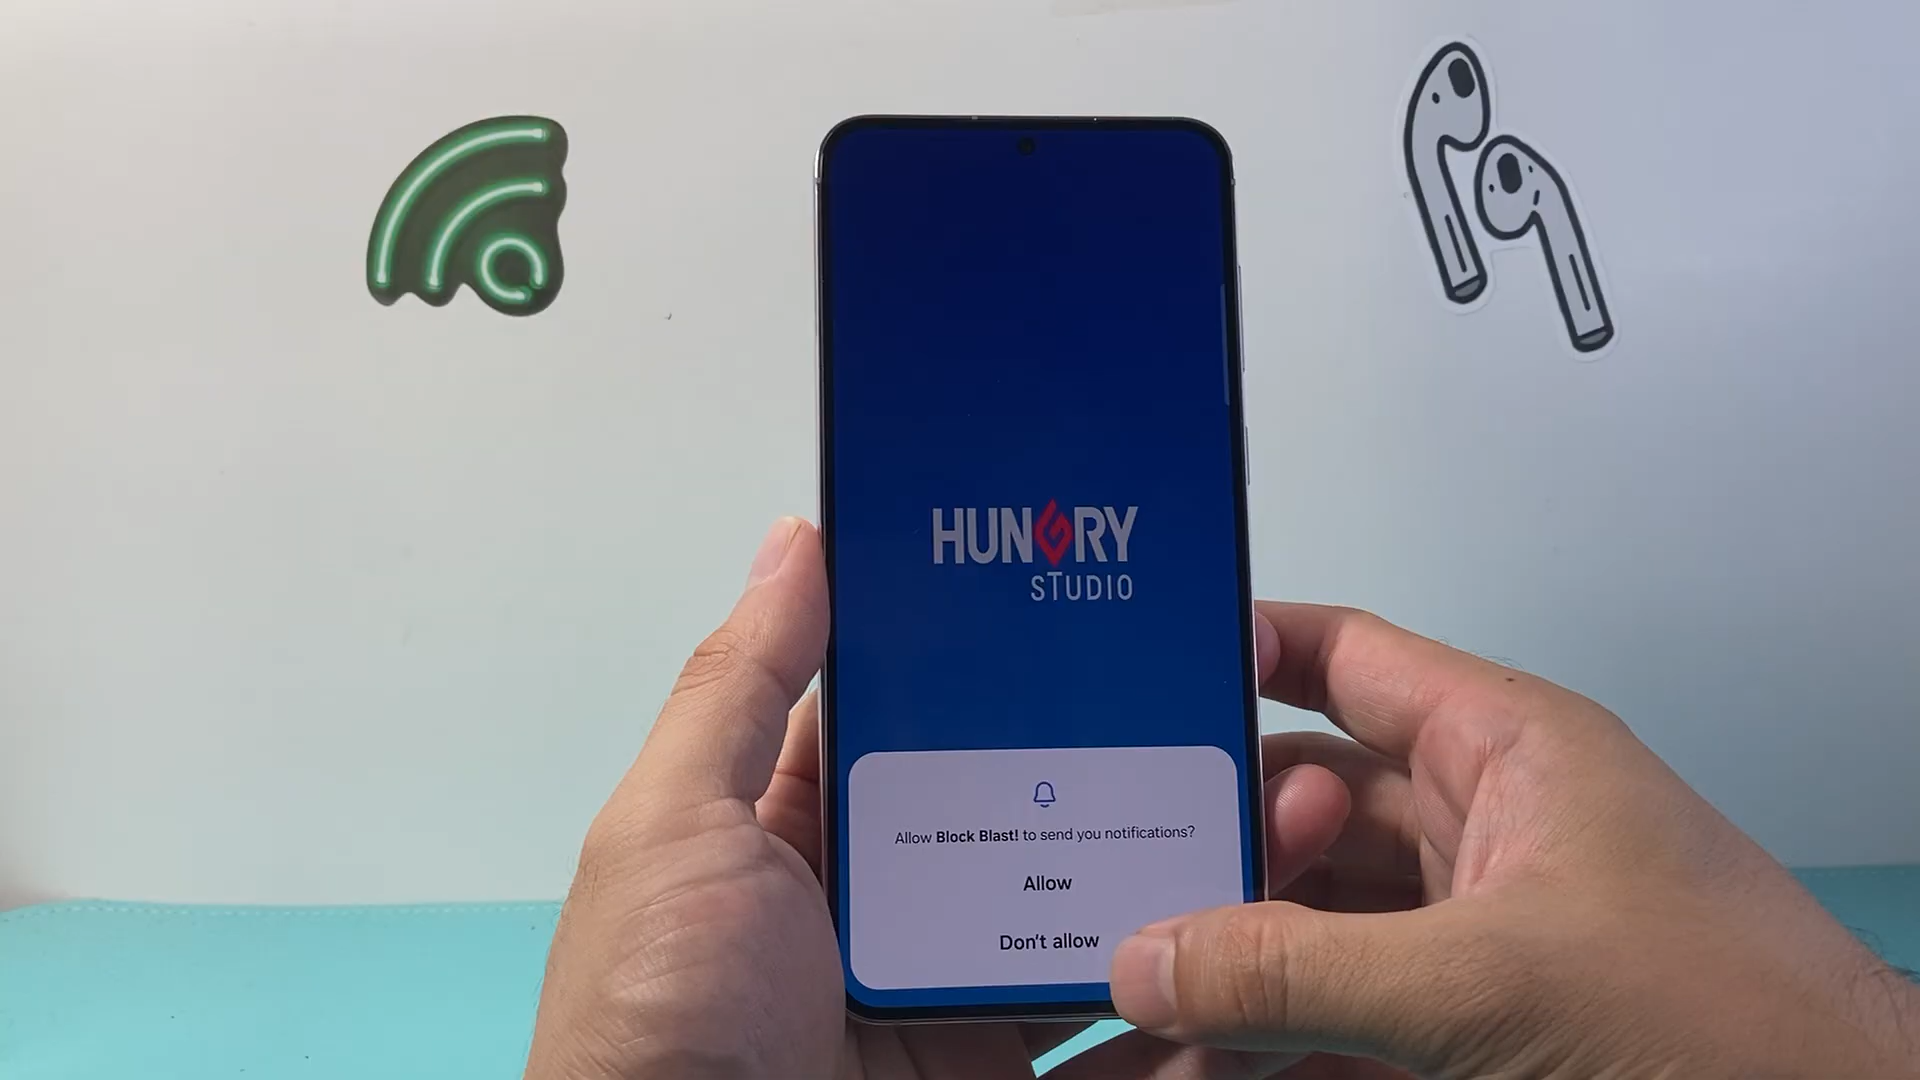 HUNGRY
STUDIO
Allow Block Blast! to send you notifications?
Allow
Don't allow